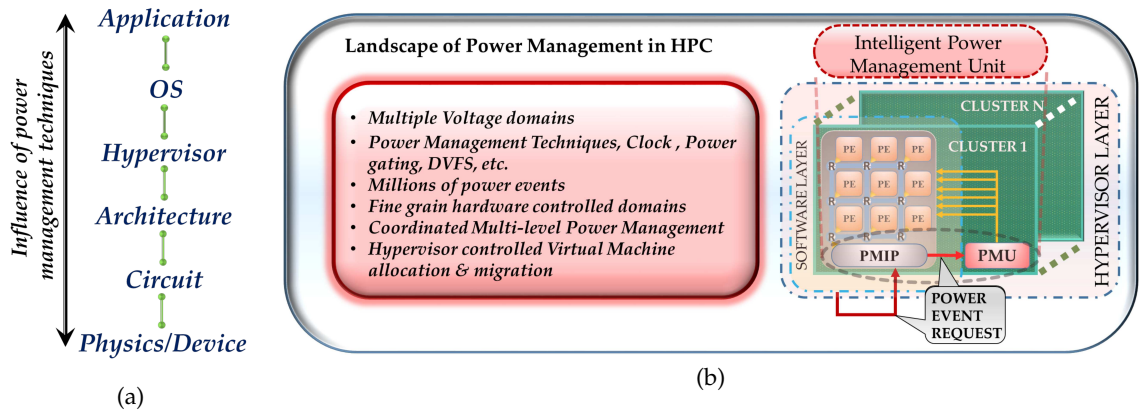 Influence of power
management techniques
Application
OS
Hypervisor
Architecture
Circuit
Physics/Device
(a)
Landscape of Power Management in HPC
• Multiple Voltage domains
• Power Management Techniques, Clock , Power
gating, DVFS, etc.
• Millions of power events
• Fine grain hardware controlled domains
• Coordinated Multi-level Power Management
• Hypervisor controlled Virtual Machine
allocation & migration
Intelligent Power
Management Unit
CLUSTER N
CLUSTER 1
SOFTWARE LAYER
HYPERVISOR LAYER
PE PE PE
R R R
PE PE PE
R R R
PE PE PE
R R R
PMIP
PMU
POWER
EVENT
REQUEST
(b)